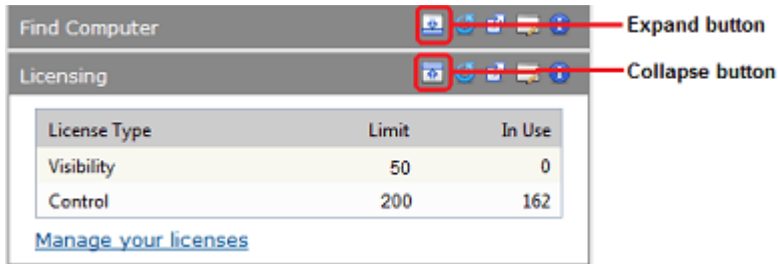 Find Computer
Expand button
Licensing
Collapse button
License Type Limit In Use
Visibility 50 0
Control 200 162
Manage your licenses